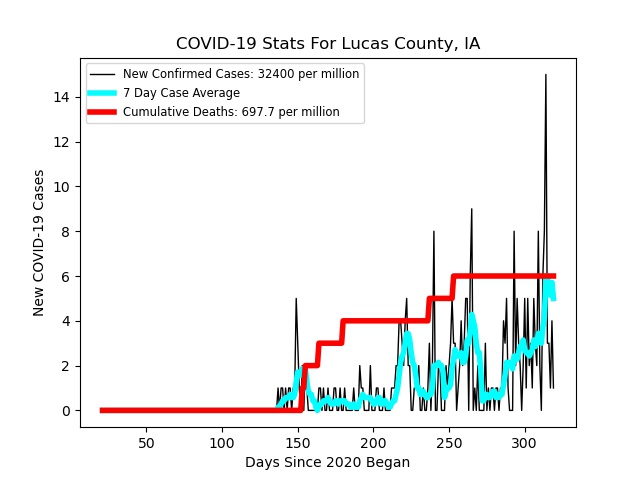 COVID-19 Stats For Lucas County, IA
New Confirmed Cases: 32400 per million
7 Day Case Average
Cumulative Deaths: 697.7 per million
New COVID-19 Cases
14
12
10
8
6
4
2
0
50
100
150
200
250
300
Days Since 2020 Began